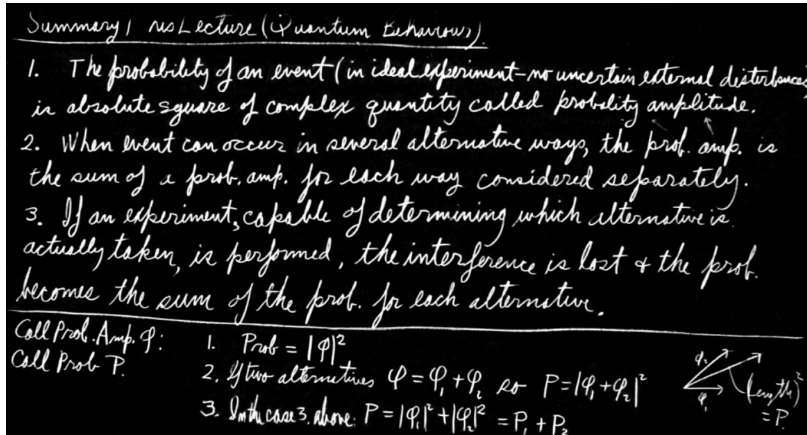 Summary, His Lecture (Quantum Behaviour)
1. The probability of an event (in ideal experiment - no uncertain external disturbances
is absolute square of complex quantity called probability amplitude.
2. When event can occur in several alternative ways, the prob. amp. is
the sum of a prob. amp. for each way considered separately.
3. If an experiment, capable of determining which alternative is
actually taken, is performed, the interference is lost & the prob.
becomes the sum of the prob. for each alternative.
Call Prob. Amp. φ:
Call Prob P.
1. Prob = |φ|²
2. If two alternatives φ = φ₁ + φ₂ so P = |φ₁ + φ₂|²
3. In the case 3. above. P = |φ₁|² + |φ₂|² = P₁ + P₂
φ₂
φ₁
(length)²
= P